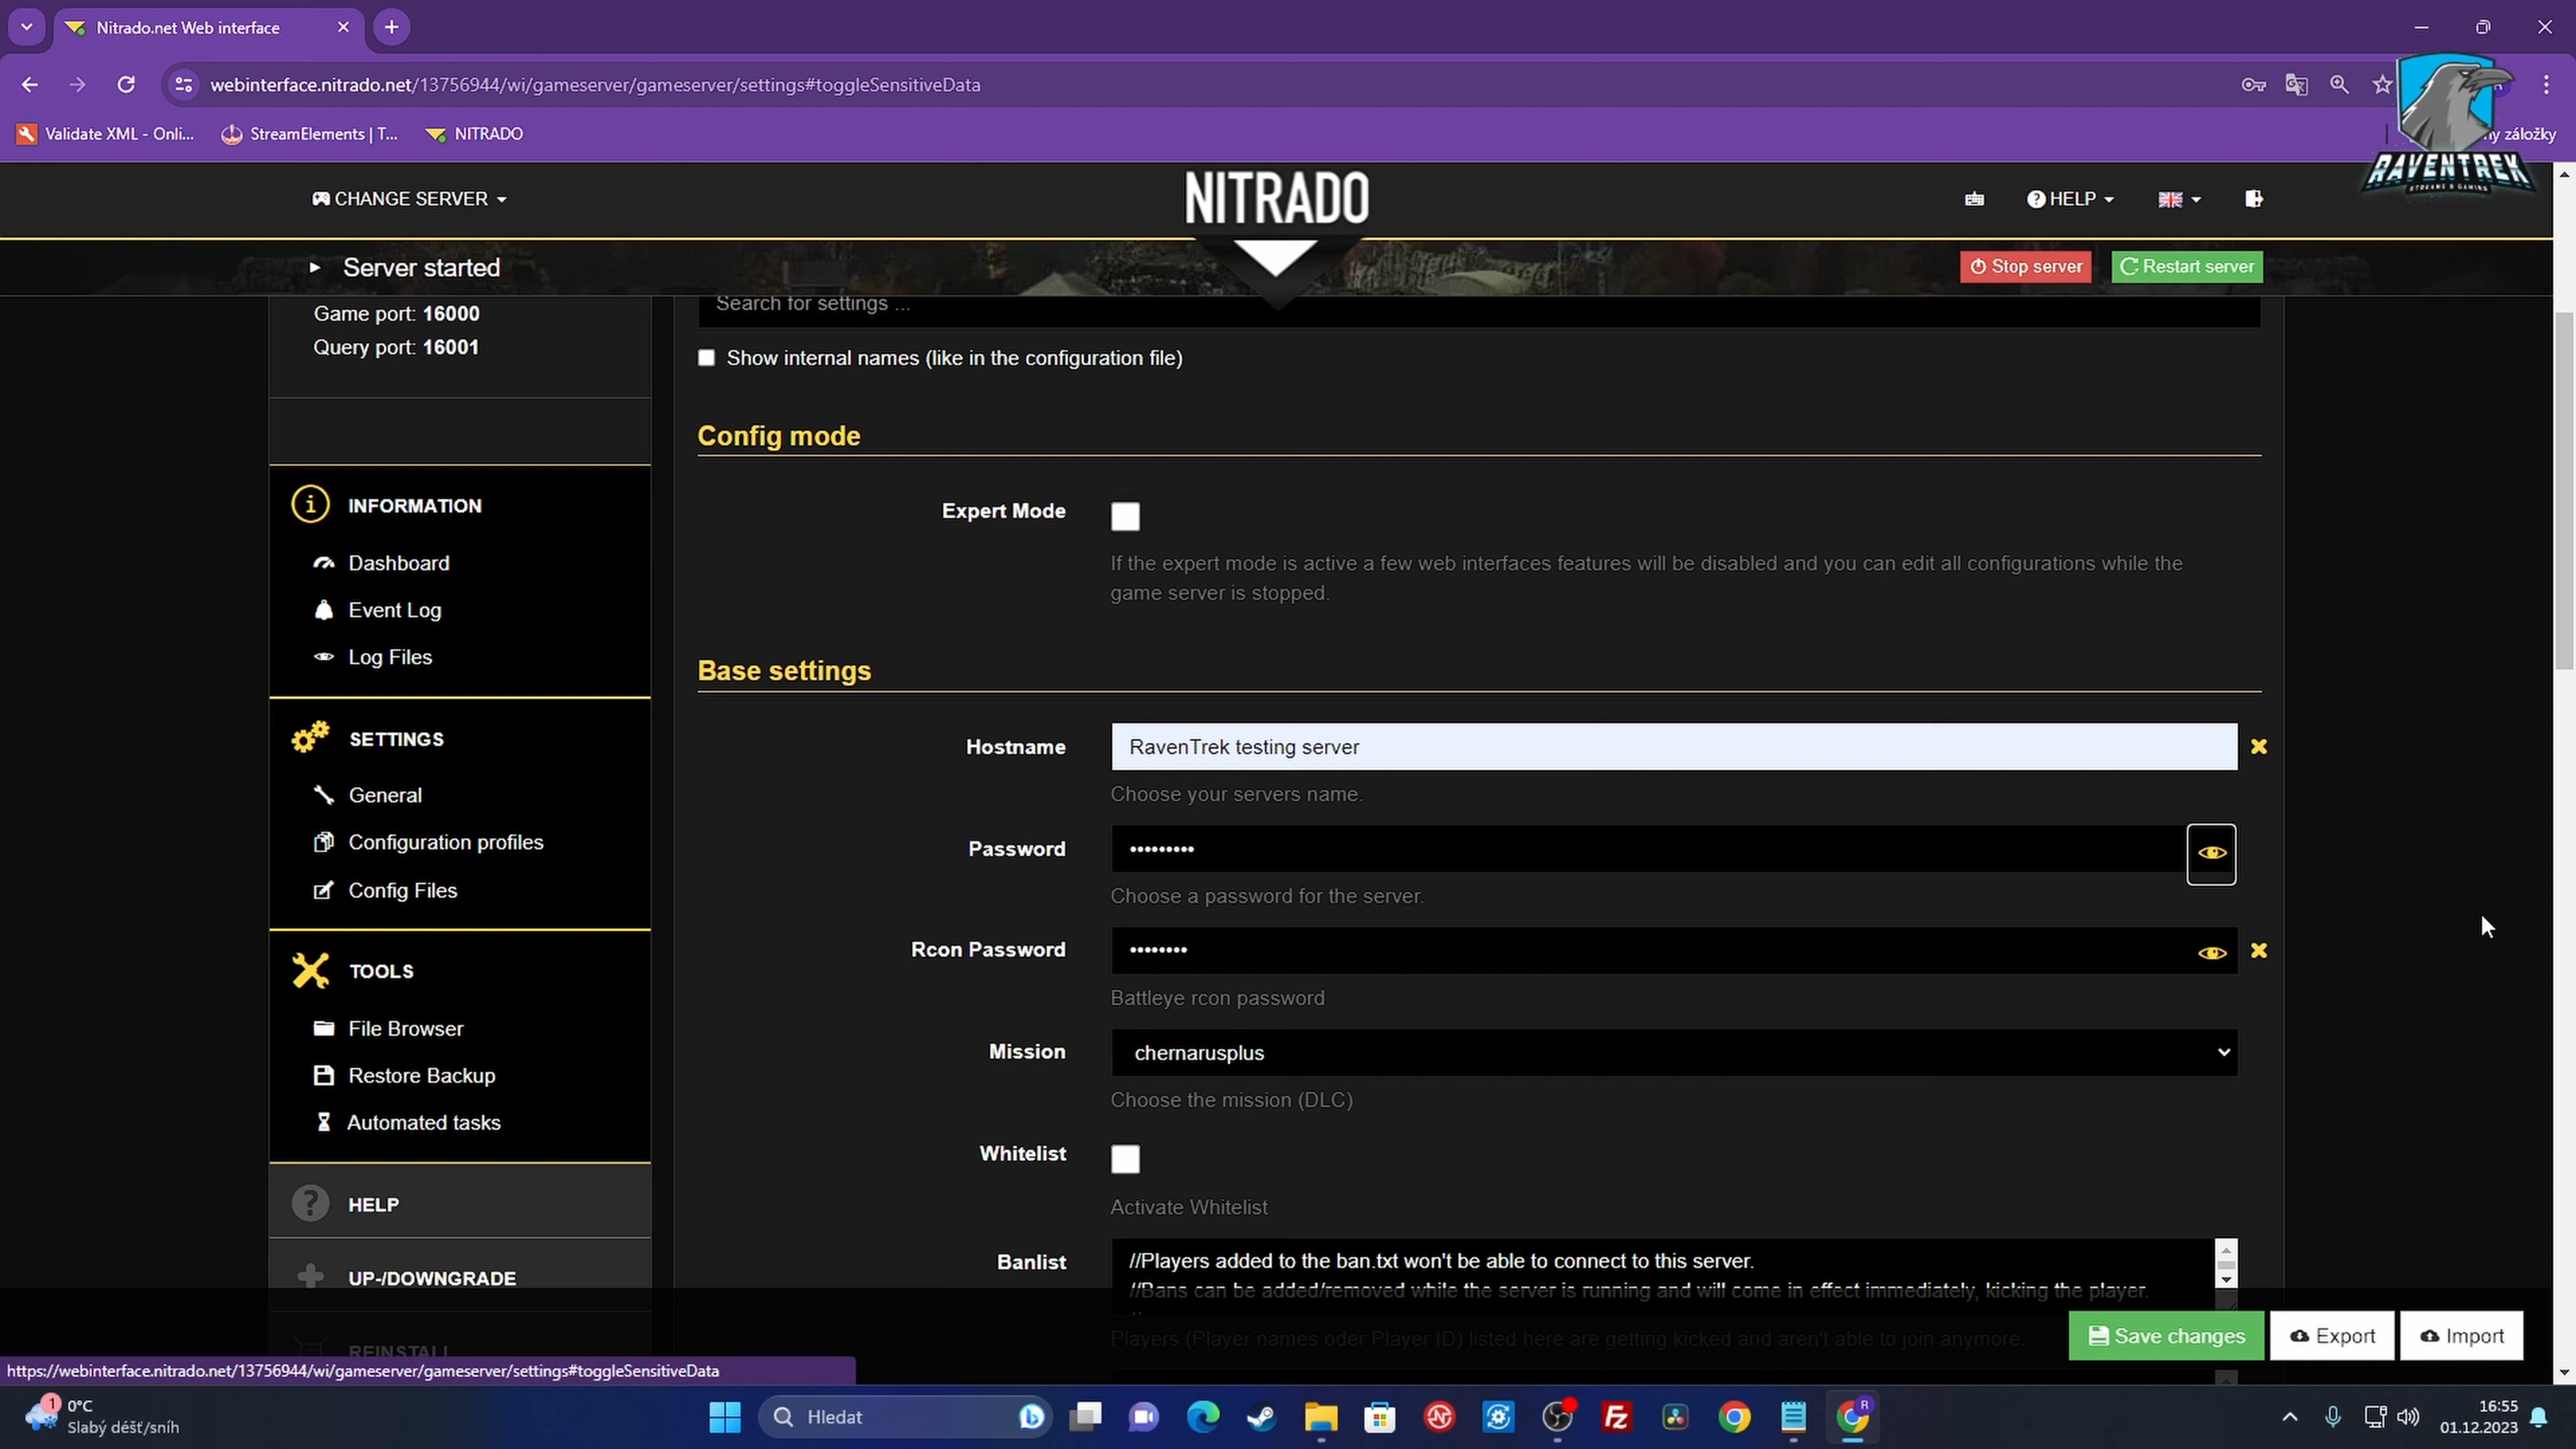 Nitrado.net Web interface
webinterface.nitrado.net/13756944/wi/gameserver/gameserver/settings#toggleSensitiveData
Validate XML - Onli...
StreamElements | T...
NITRADO
ny záložky
RAVENTREK
STREAMS & GAMING
CHANGE SERVER
NITRADO
HELP
Server started
Stop server
Restart server
Game port: 16000
Query port: 16001
INFORMATION
Dashboard
Event Log
Log Files
SETTINGS
General
Configuration profiles
Config Files
TOOLS
File Browser
Restore Backup
Automated tasks
HELP
UP-/DOWNGRADE
REINSTALL
Search for settings ...
Show internal names (like in the configuration file)
Config mode
Expert Mode
If the expert mode is active a few web interfaces features will be disabled and you can edit all configurations while the
game server is stopped.
Base settings
Hostname
RavenTrek testing server
Choose your servers name.
Password
•••••••••
Choose a password for the server.
Rcon Password
••••••••
Battleye rcon password
Mission
chernarusplus
Choose the mission (DLC)
Whitelist
Activate Whitelist
Banlist
//Players added to the ban.txt won't be able to connect to this server.
//Bans can be added/removed while the server is running and will come in effect immediately, kicking the player.
//
Players (Player names oder Player ID) listed here are getting kicked and aren't able to join anymore.
Save changes
Export
Import
https://webinterface.nitrado.net/13756944/wi/gameserver/gameserver/settings#toggleSensitiveData
1
0°C
Slabý déšť/sníh
Hledat
R
16:55
01.12.2023